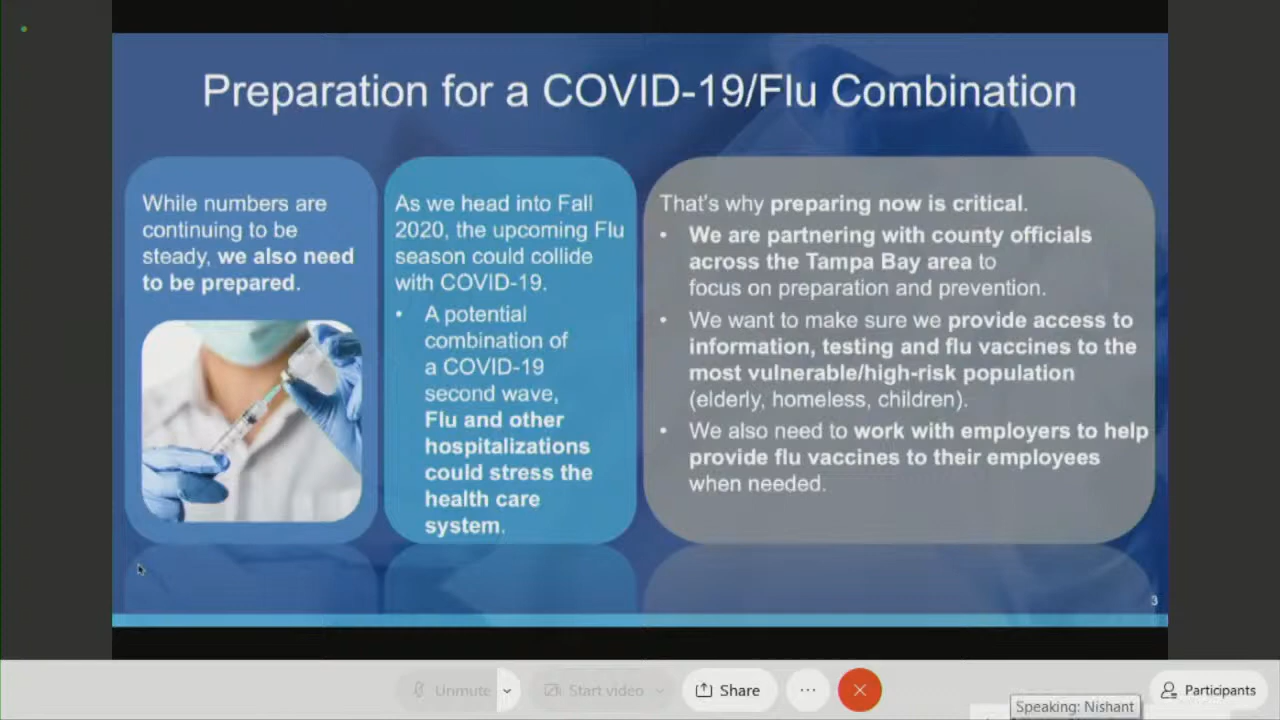 Preparation for a COVID-19/Flu Combination
While numbers are
continuing to be
steady, we also need
to be prepared.
As we head into Fall
2020, the upcoming Flu
season could collide
with COVID-19.
• A potential
combination of
a COVID-19
second wave,
Flu and other
hospitalizations
could stress the
health care
system.
That's why preparing now is critical.
• We are partnering with county officials
across the Tampa Bay area to
focus on preparation and prevention.
• We want to make sure we provide access to
information, testing and flu vaccines to the
most vulnerable/high-risk population
(elderly, homeless, children).
• We also need to work with employers to help
provide flu vaccines to their employees
when needed.
3
Unmute
Start video
Share
Participants
Speaking: Nishant